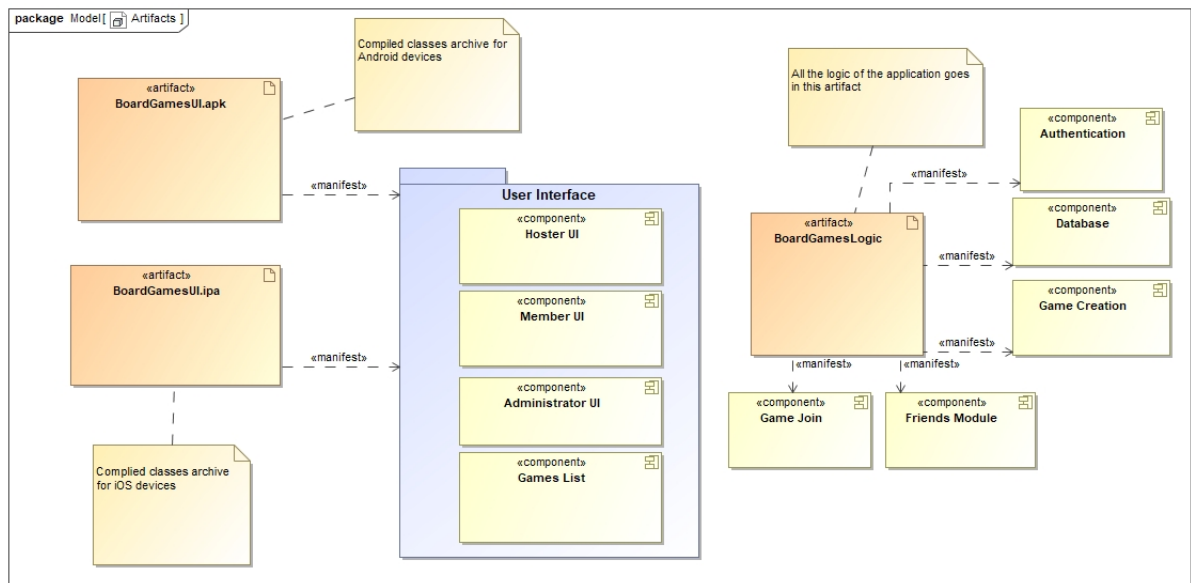 package Model[ Artifacts ]
Compiled classes archive for
Android devices
«artifact»
BoardGamesUI.apk
«manifest»
«artifact»
BoardGamesUI.ipa
«manifest»
Complied classes archive
for iOS devices
User Interface
«component»
Hoster UI
«component»
Member UI
«component»
Administrator UI
«component»
Games List
All the logic of the application goes
in this artifact
«artifact»
BoardGamesLogic
«manifest»
«component»
Authentication
«manifest»
«component»
Database
«manifest»
«component»
Game Creation
«manifest»
«component»
Game Join
«manifest»
«component»
Friends Module